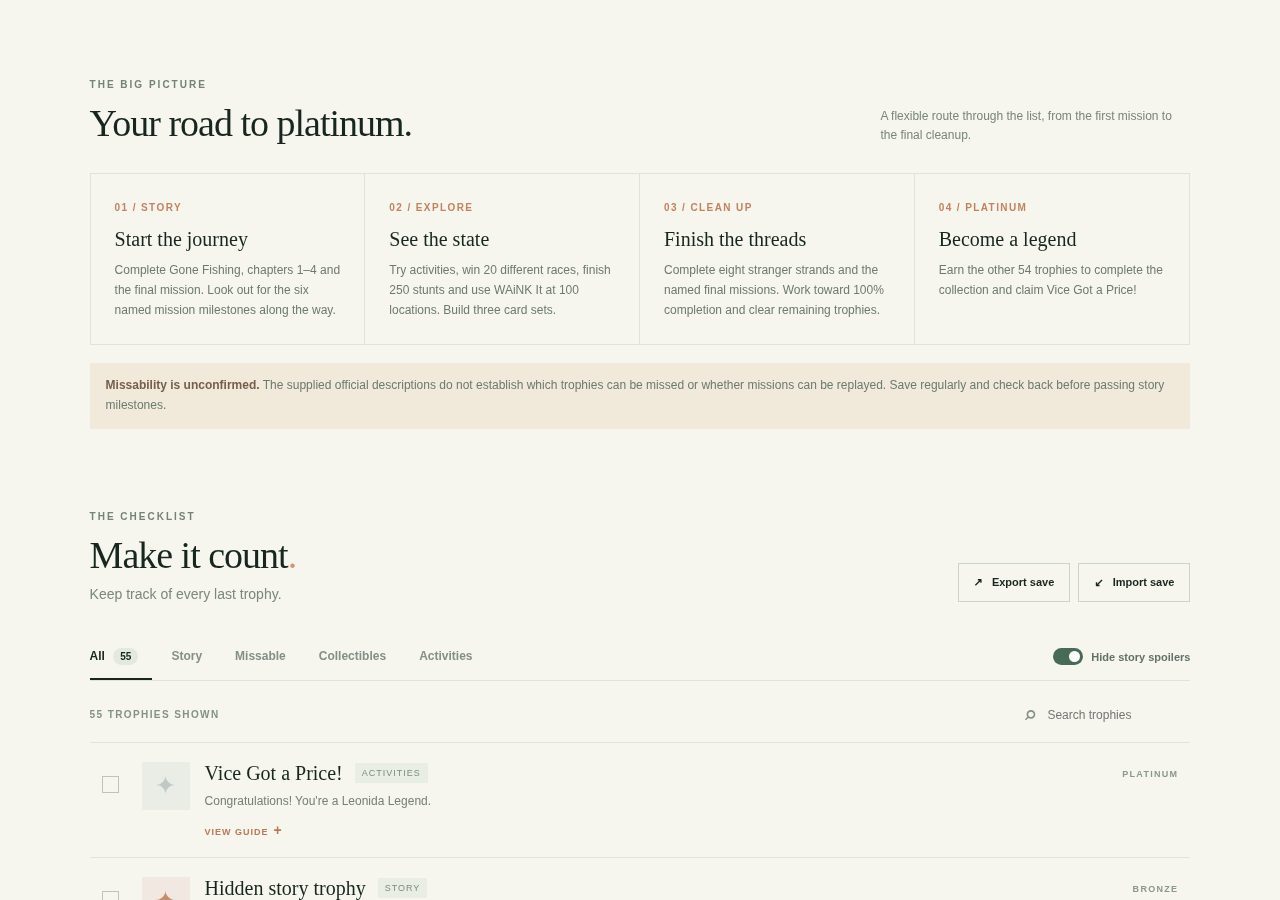 THE BIG PICTURE
Your road to platinum.
A flexible route through the list, from the first mission to
the final cleanup.
01 / STORY
Start the journey
Complete Gone Fishing, chapters 1–4 and
the final mission. Look out for the six
named mission milestones along the way.
02 / EXPLORE
See the state
Try activities, win 20 different races, finish
250 stunts and use WAiNK It at 100
locations. Build three card sets.
03 / CLEAN UP
Finish the threads
Complete eight stranger strands and the
named final missions. Work toward 100%
completion and clear remaining trophies.
04 / PLATINUM
Become a legend
Earn the other 54 trophies to complete the
collection and claim Vice Got a Price!
Missability is unconfirmed. The supplied official descriptions do not establish which trophies can be missed or whether missions can be replayed. Save regularly and check back before passing story
milestones.
THE CHECKLIST
Make it count.
Keep track of every last trophy.
↗ Export save
↙ Import save
All 55 Story Missable Collectibles Activities
Hide story spoilers
55 TROPHIES SHOWN
Search trophies
Vice Got a Price! ACTIVITIES
PLATINUM
Congratulations! You're a Leonida Legend.
VIEW GUIDE +
Hidden story trophy STORY
BRONZE